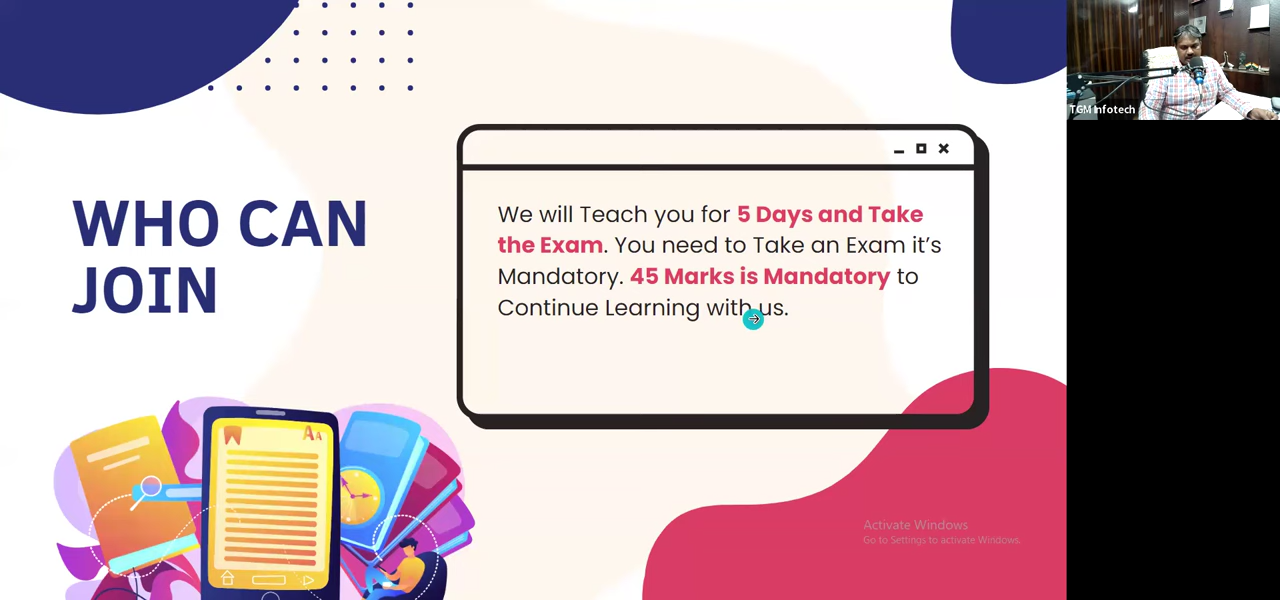 TGM Infotech
WHO CAN
JOIN
We will Teach you for 5 Days and Take
the Exam. You need to Take an Exam it's
Mandatory. 45 Marks is Mandatory to
Continue Learning with us.
AA
Activate Windows
Go to Settings to activate Windows.